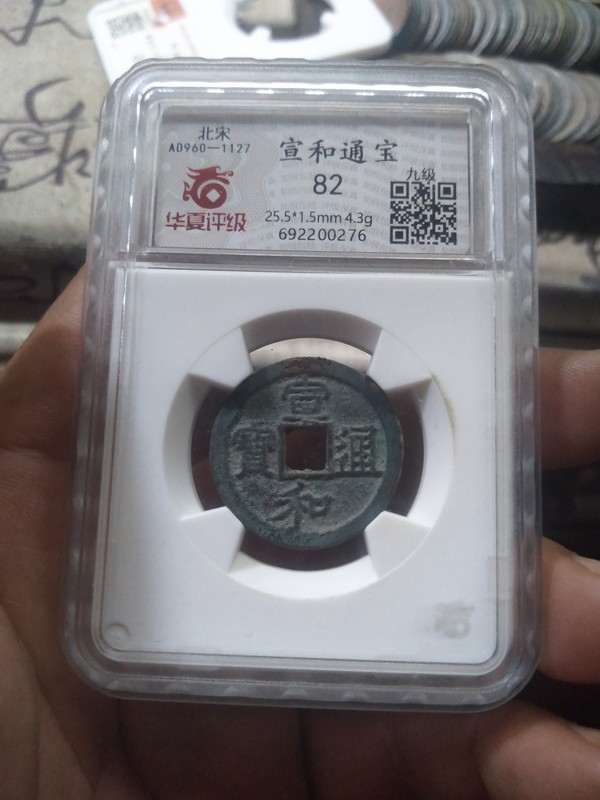 北宋
AD960—1127
华夏评级
宣和通宝
82
九级
25.5*1.5mm 4.3g
692200276
宣
寶 通
和